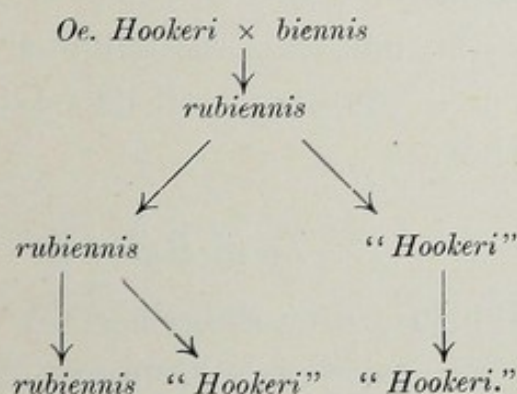 Oe. Hookeri × biennis
rubiennis
rubiennis “ Hookeri ”
rubiennis “ Hookeri ” “ Hookeri.”